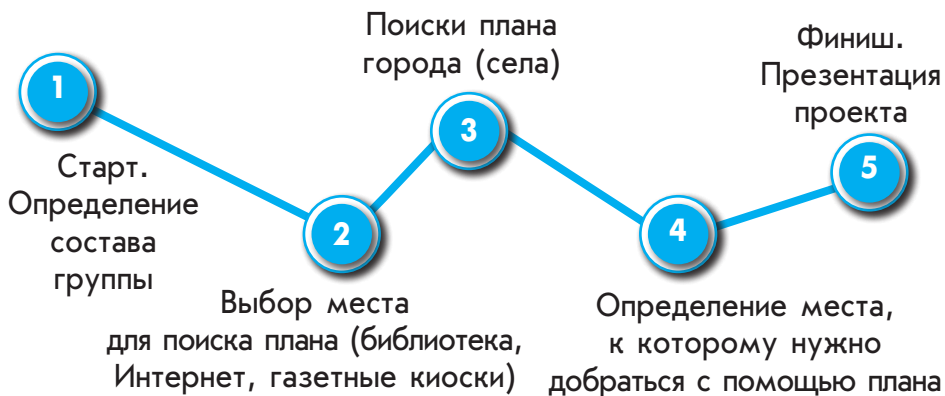 1
Старт.
Определение
состава
группы
2
Выбор места
для поиска плана (библиотека,
Интернет, газетные киоски)
Поиски плана
города (села)
3
4
Определение места,
к которому нужно
добраться с помощью плана
Финиш.
Презентация
проекта
5